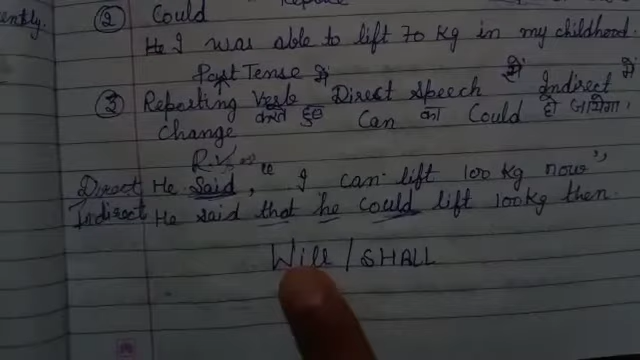 ently.
② Could
He I was able to lift 70 Kg in my childhood.
Past Tense में
③ Reporting Verb Direct speech से Indirect में
change करते हुए Can का Could हो जायेगा।
R.V.
Direct He Said, "I can lift 100 Kg now",
Indirect He said that he could lift 100Kg then.
Will / SHALL